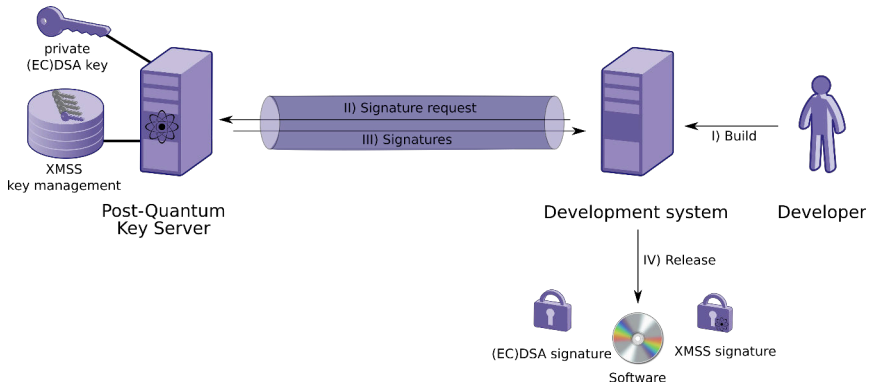 private
(EC)DSA key
II) Signature request
III) Signatures
I) Build
XMSS
key management
Post-Quantum
Key Server
Development system
Developer
IV) Release
(EC)DSA signature
XMSS signature
Software